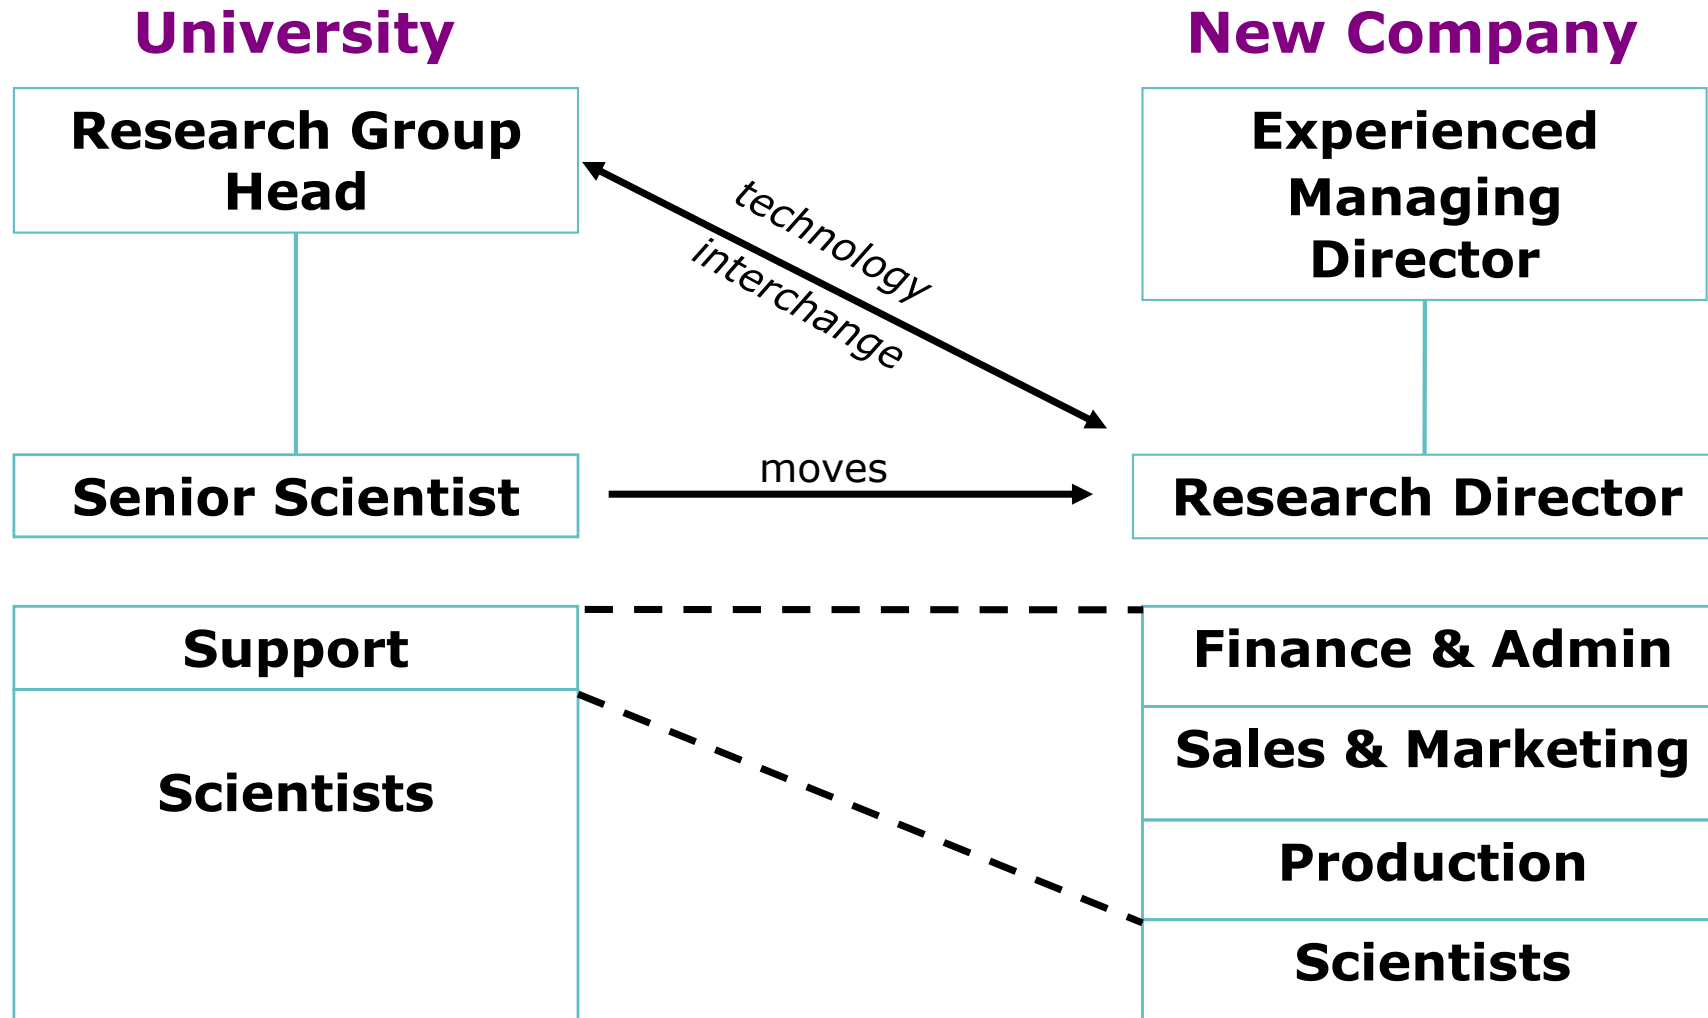 University
New Company
Research Group
Head
Experienced
Managing
Director
technology
interchange
Senior Scientist
moves
Research Director
Support
Scientists
Finance & Admin
Sales & Marketing
Production
Scientists